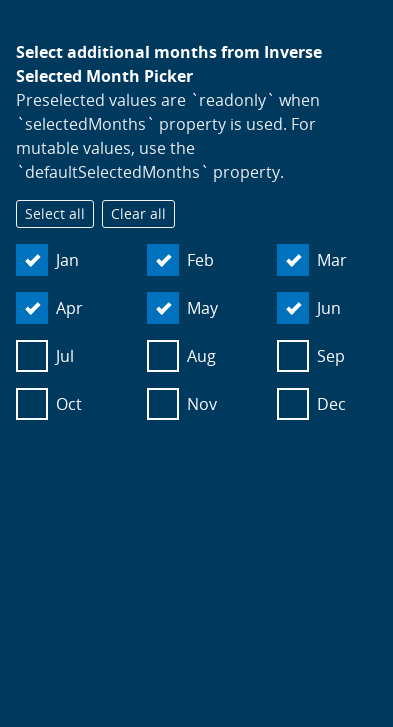 Select additional months from Inverse
Selected Month Picker
Preselected values are `readonly` when
`selectedMonths` property is used. For
mutable values, use the
`defaultSelectedMonths` property.
Select all Clear all
Jan Feb Mar
Apr May Jun
Jul Aug Sep
Oct Nov Dec